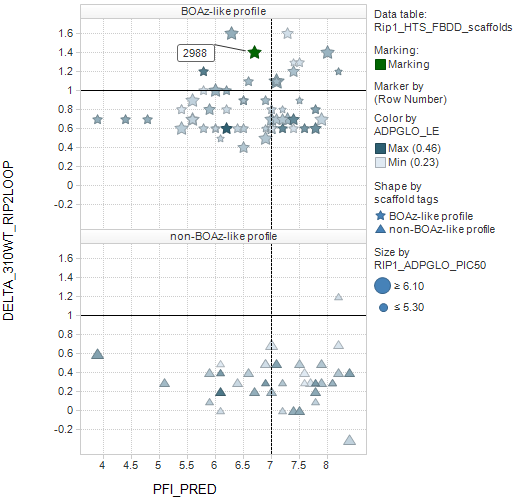 BOAz-like profile
1.6
1.4
1.2
1
0.8
0.6
0.4
0.2
0
-0.2
2988
non-BOAz-like profile
1.6
1.4
1.2
1
0.8
0.6
0.4
0.2
0
-0.2
4
4.5
5
5.5
6
6.5
7
7.5
8
DELTA_310WT_RIP2LOOP
PFI_PRED
Data table:
Rip1_HTS_FBDD_scaffolds
Marking:
Marking
Marker by
(Row Number)
Color by
ADPGLO_LE
Max (0.46)
Min (0.23)
Shape by
scaffold tags
BOAz-like profile
non-BOAz-like profile
Size by
RIP1_ADPGLO_PIC50
≥ 6.10
≤ 5.30